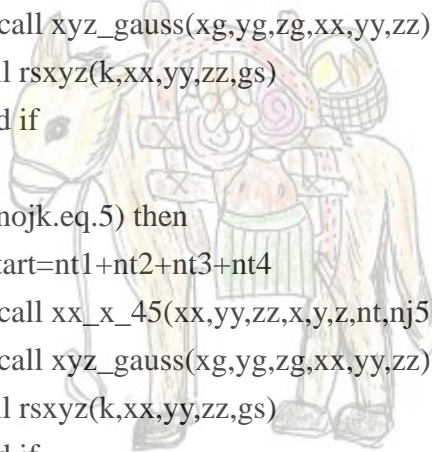 call xyz_gauss(xg,yg,zg,xx,yy,zz)
rsxyz(k,xx,yy,zz,gs)
if
nojk.eq.5) then
tart=nt1+nt2+nt3+nt4
call xx_x_45(xx,yy,zz,x,y,z,nt,nj5
call xyz_gauss(xg,yg,zg,xx,yy,zz)
rsxyz(k,xx,yy,zz,gs)